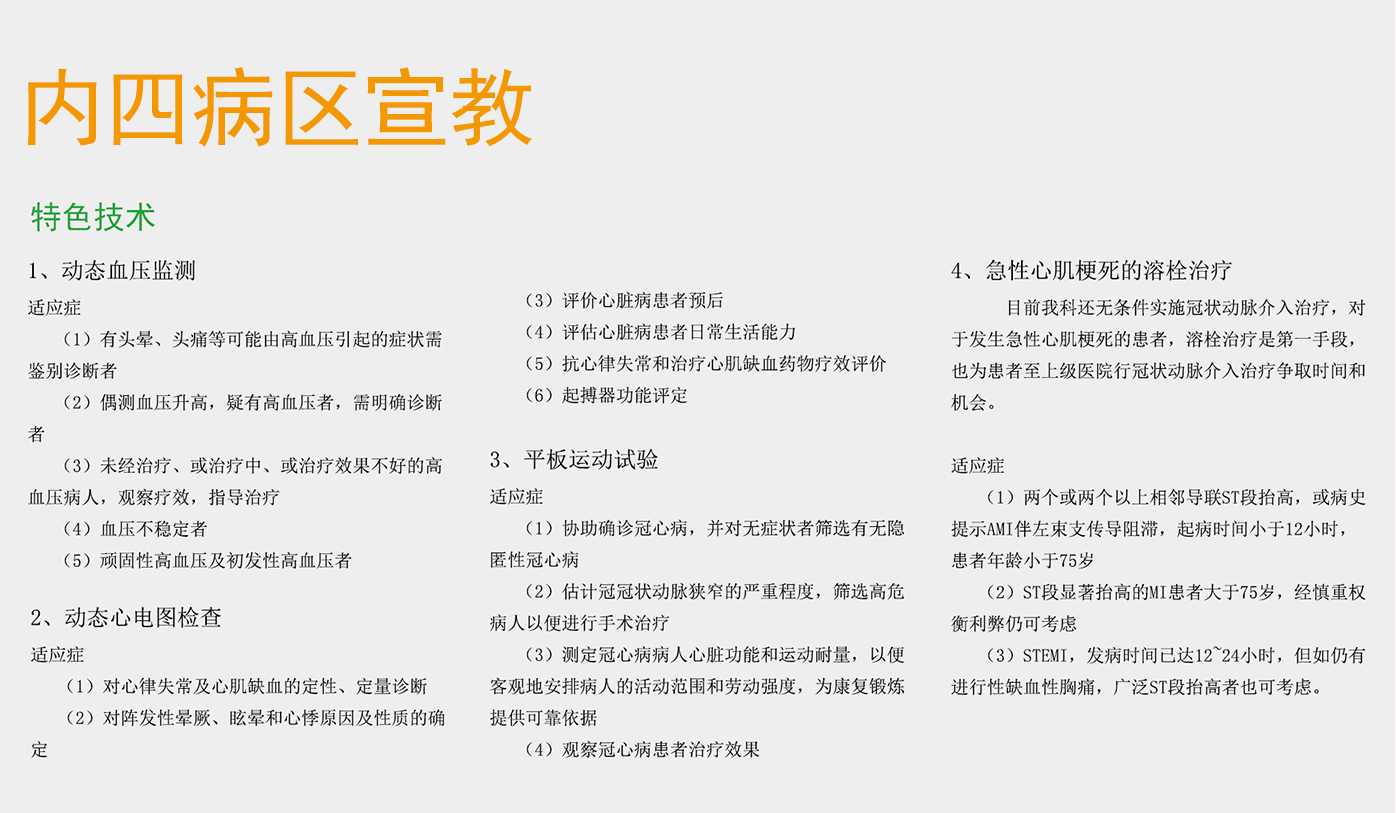 内四病区宣教
特色技术
1、动态血压监测
适应症
（1）有头晕、头痛等可能由高血压引起的症状需
鉴别诊断者
（2）偶测血压升高，疑有高血压者，需明确诊断
者
（3）未经治疗、或治疗中、或治疗效果不好的高
血压病人，观察疗效，指导治疗
（4）血压不稳定者
（5）顽固性高血压及初发性高血压者
2、动态心电图检查
适应症
（1）对心律失常及心肌缺血的定性、定量诊断
（2）对阵发性晕厥、眩晕和心悸原因及性质的确
定
（3）评价心脏病患者预后
（4）评估心脏病患者日常生活能力
（5）抗心律失常和治疗心肌缺血药物疗效评价
（6）起搏器功能评定
3、平板运动试验
适应症
（1）协助确诊冠心病，并对无症状者筛选有无隐
匿性冠心病
（2）估计冠冠状动脉狭窄的严重程度，筛选高危
病人以便进行手术治疗
（3）测定冠心病病人心脏功能和运动耐量，以便
客观地安排病人的活动范围和劳动强度，为康复锻炼
提供可靠依据
（4）观察冠心病患者治疗效果
4、急性心肌梗死的溶栓治疗
目前我科还无条件实施冠状动脉介入治疗，对
于发生急性心肌梗死的患者，溶栓治疗是第一手段，
也为患者至上级医院行冠状动脉介入治疗争取时间和
机会。
适应症
（1）两个或两个以上相邻导联ST段抬高，或病史
提示AMI伴左束支传导阻滞，起病时间小于12小时，
患者年龄小于75岁
（2）ST段显著抬高的MI患者大于75岁，经慎重权
衡利弊仍可考虑
（3）STEMI，发病时间已达12~24小时，但如仍有
进行性缺血性胸痛，广泛ST段抬高者也可考虑。